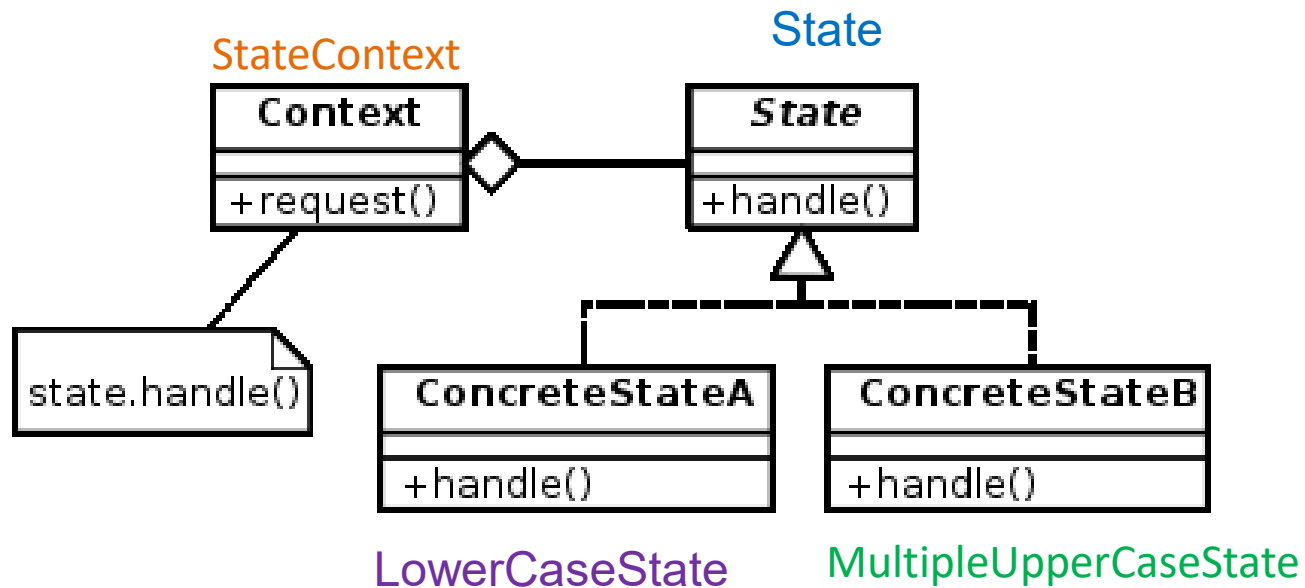 StateContext
State
Context
State
+request()
+handle()
state.handle()
ConcreteStateA
ConcreteStateB
+handle()
+handle()
LowerCaseState
MultipleUpperCaseState